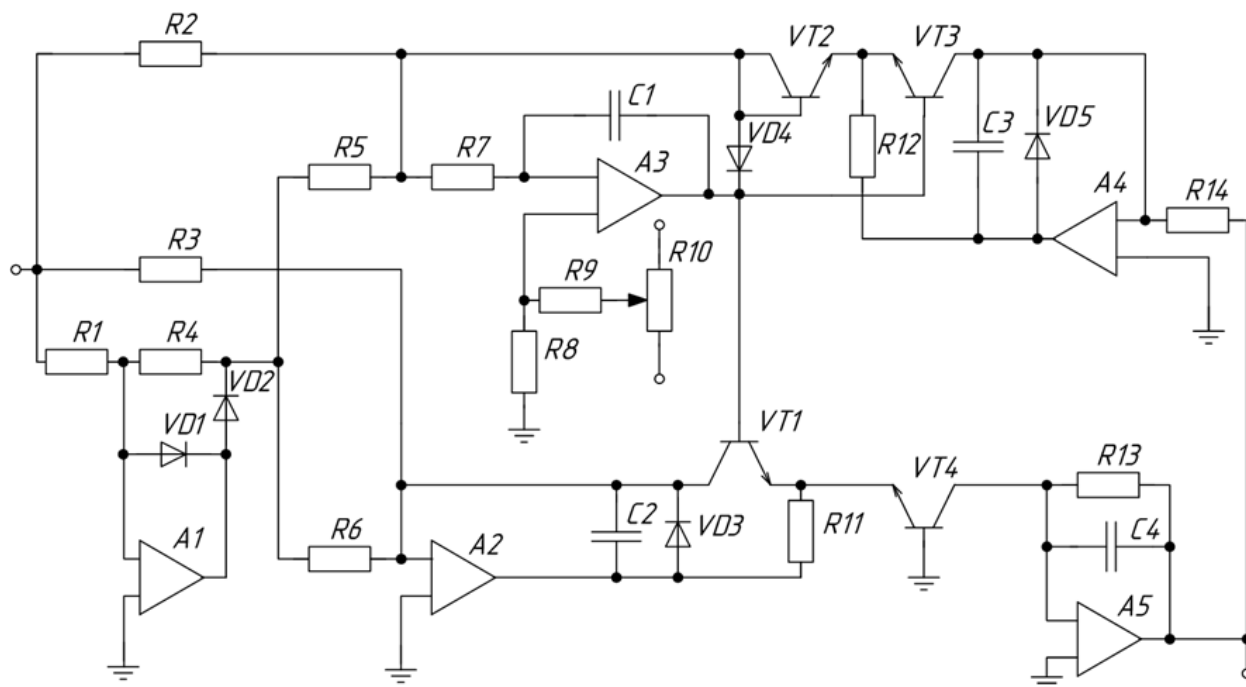 R2
VT2
VT3
C1
VD4
C3
VD5
R5
R7
A3
R12
A4
R14
R3
R10
R9
R1
R4
R8
VD2
VD1
VT1
VT4
R13
C2
VD3
R11
C4
R6
A2
A1
A5